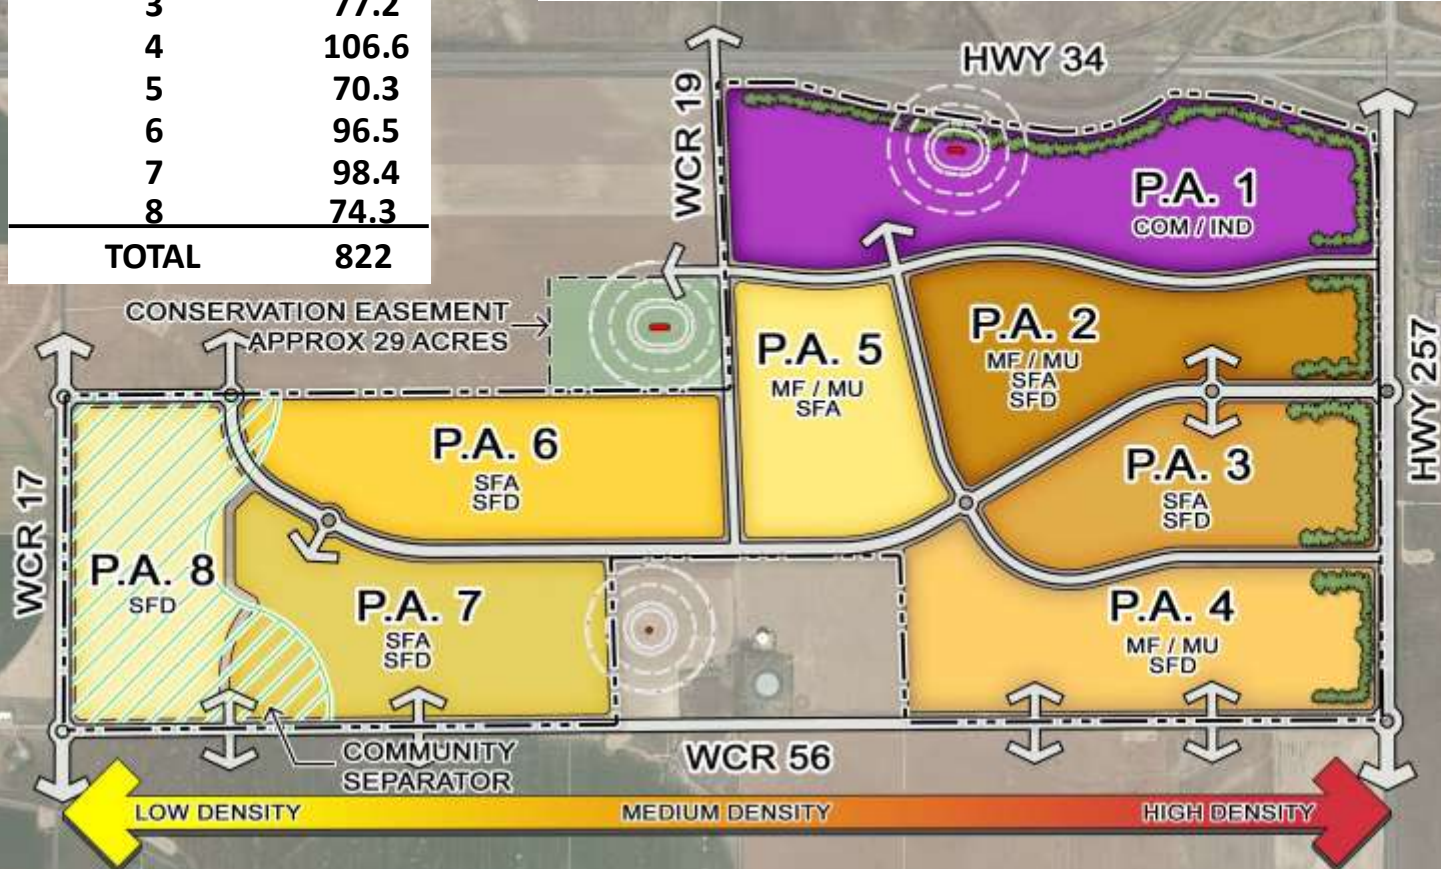 3 77.2
4 106.6
5 70.3
6 96.5
7 98.4
8 74.3
TOTAL 822
HWY 34
WCR 19
P.A. 1
COM / IND
CONSERVATION EASEMENT
APPROX 29 ACRES
P.A. 5
MF / MU
SFA
P.A. 2
MF / MU
SFA
SFD
HWY 257
P.A. 6
SFA
SFD
P.A. 3
SFA
SFD
WCR 17
P.A. 8
SFD
P.A. 7
SFA
SFD
P.A. 4
MF / MU
SFD
COMMUNITY
SEPARATOR
WCR 56
LOW DENSITY
MEDIUM DENSITY
HIGH DENSITY